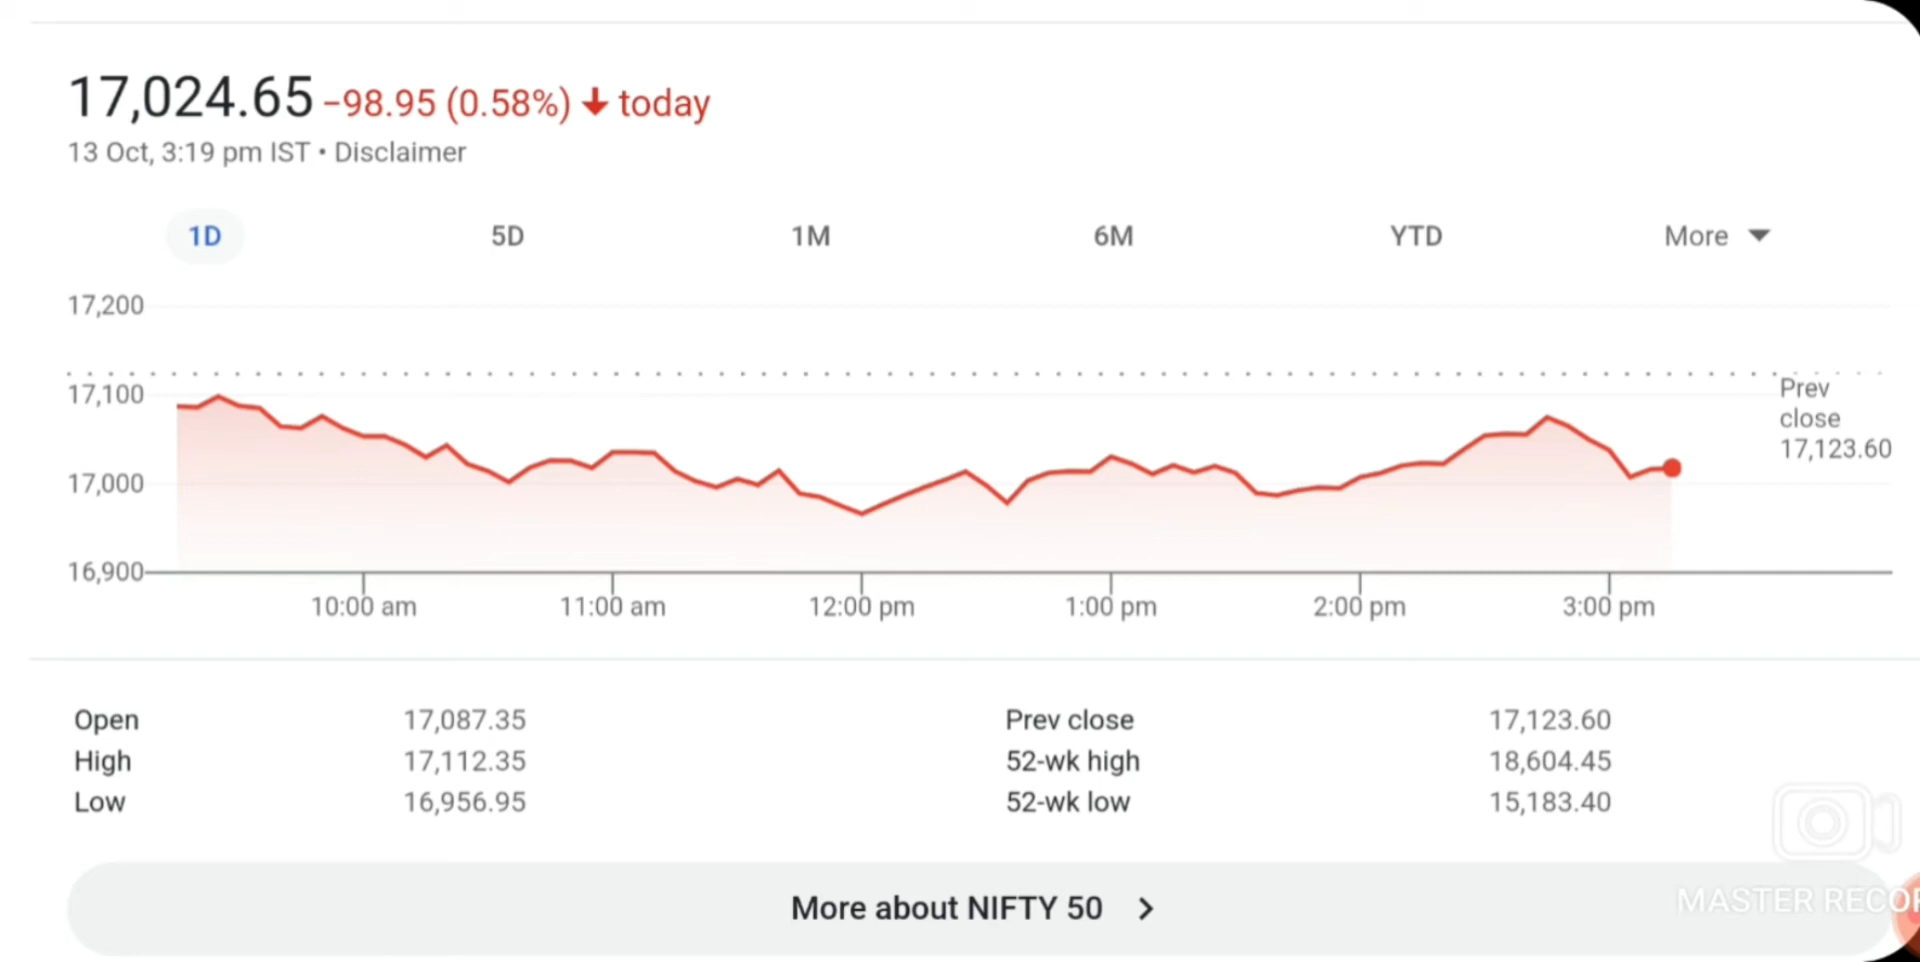 17,024.65 –98.95 (0.58%) ↓ today
13 Oct, 3:19 pm IST • Disclaimer
1D 5D 1M 6M YTD More
17,200
17,100
17,000
16,900
Prev
close
17,123.60
10:00 am 11:00 am 12:00 pm 1:00 pm 2:00 pm 3:00 pm
Open 17,087.35 Prev close 17,123.60
High 17,112.35 52-wk high 18,604.45
Low 16,956.95 52-wk low 15,183.40
More about NIFTY 50 >
MASTER RECOR